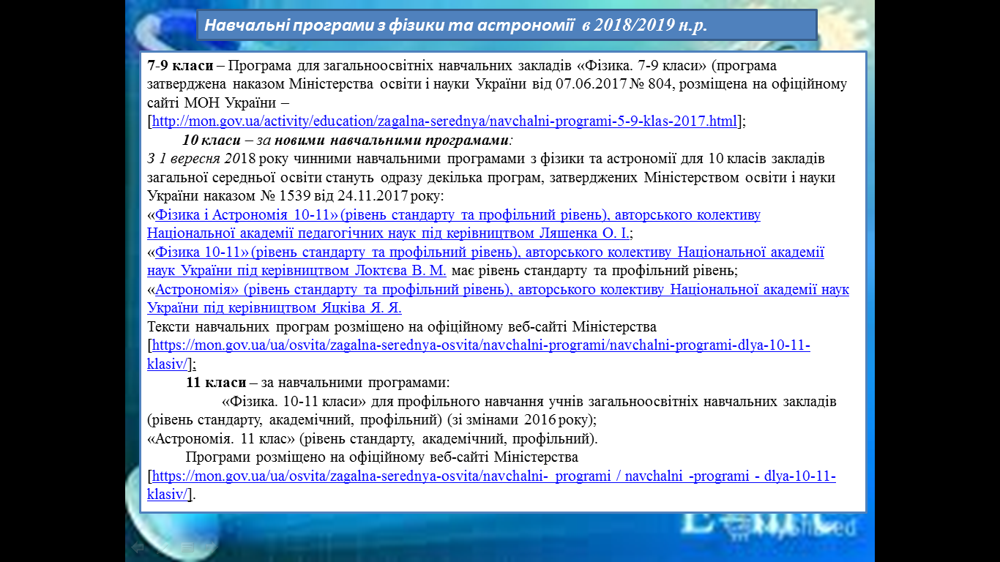 Навчальні програми з фізики та астрономії в 2018/2019 н.р.
7-9 класи – Програма для загальноосвітніх навчальних закладів «Фізика. 7-9 класи» (програма
затверджена наказом Міністерства освіти і науки України від 07.06.2017 № 804, розміщена на офіційному
сайті МОН України –
[http://mon.gov.ua/activity/education/zagalna-serednya/navchalni-programi-5-9-klas-2017.html];
10 класи – за новими навчальними програмами:
З 1 вересня 2018 року чинними навчальними програмами з фізики та астрономії для 10 класів закладів
загальної середньої освіти стануть одразу декілька програм, затверджених Міністерством освіти і науки
України наказом № 1539 від 24.11.2017 року:
«Фізика і Астрономія 10-11» (рівень стандарту та профільний рівень), авторського колективу
Національної академії педагогічних наук під керівництвом Ляшенка О. І.;
«Фізика 10-11» (рівень стандарту та профільний рівень), авторського колективу Національної академії
наук України під керівництвом Локтєва В. М. має рівень стандарту та профільний рівень;
«Астрономія» (рівень стандарту та профільний рівень), авторського колективу Національної академії наук
України під керівництвом Яцківа Я. Я.
Тексти навчальних програм розміщено на офіційному веб-сайті Міністерства
[https://mon.gov.ua/ua/osvita/zagalna-serednya-osvita/navchalni-programi/navchalni-programi-dlya-10-11-
klasiv/];
11 класи – за навчальними програмами:
«Фізика. 10-11 класи» для профільного навчання учнів загальноосвітніх навчальних закладів
(рівень стандарту, академічний, профільний) (зі змінами 2016 року);
«Астрономія. 11 клас» (рівень стандарту, академічний, профільний).
Програми розміщено на офіційному веб-сайті Міністерства
[https://mon.gov.ua/ua/osvita/zagalna-serednya-osvita/navchalni- programi / navchalni -programi - dlya-10-11-
klasiv/].